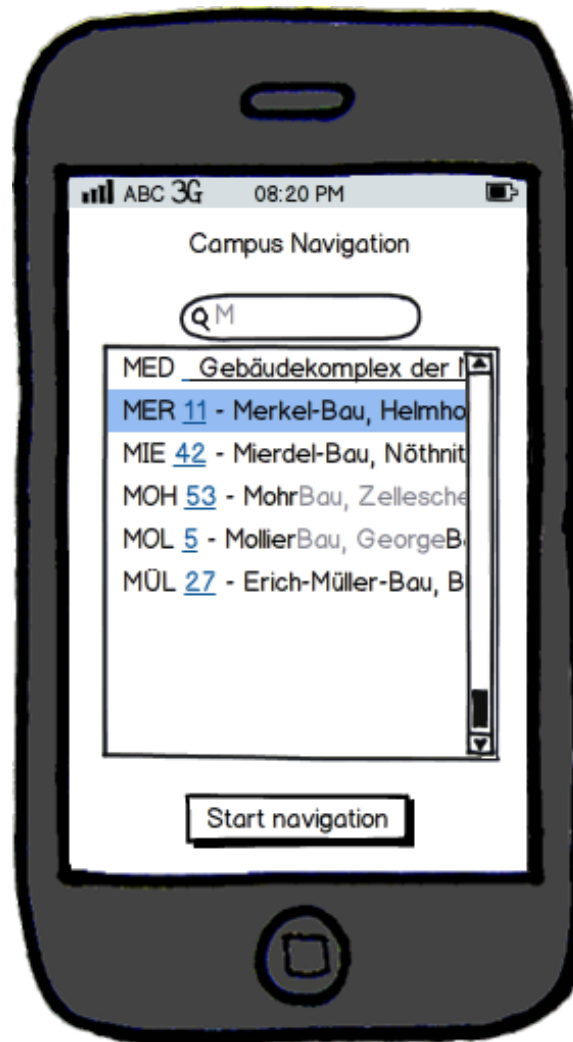 ABC 3G 08:20 PM
Campus Navigation
M
MED _Gebäudekomplex der
MER 11 - Merkel-Bau, Helmho
MIE 42 - Mierdel-Bau, Nöthnit
MOH 53 - MohrBau, Zellesche
MOL 5 - MollierBau, GeorgeB
MÜL 27 - Erich-Müller-Bau, B
Start navigation